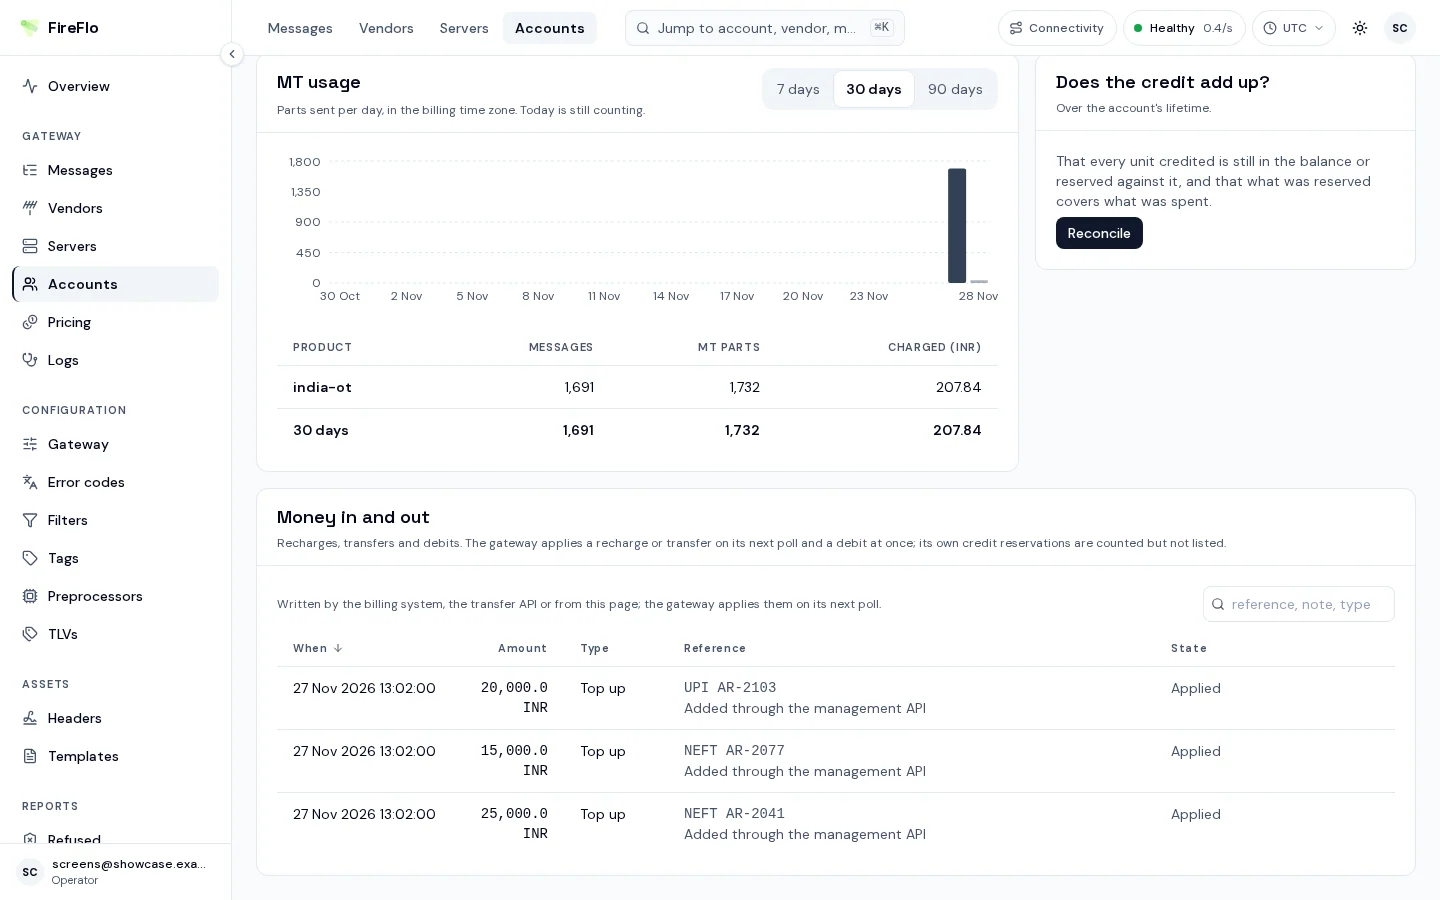 FireFlo
Messages
Vendors
Servers
Accounts
Jump to account, vendor, m...
⌘K
Connectivity
Healthy 0.4/s
UTC
SC
Overview
GATEWAY
Messages
Vendors
Servers
Accounts
Pricing
Logs
CONFIGURATION
Gateway
Error codes
Filters
Tags
Preprocessors
TLVs
ASSETS
Headers
Templates
REPORTS
Refused
SC
screens@showcase.exa...
Operator
MT usage
Parts sent per day, in the billing time zone. Today is still counting.
7 days
30 days
90 days
1,800
1,350
900
450
0
30 Oct 2 Nov 5 Nov 8 Nov 11 Nov 14 Nov 17 Nov 20 Nov 23 Nov 28 Nov
PRODUCT MESSAGES MT PARTS CHARGED (INR)
india-ot 1,691 1,732 207.84
30 days 1,691 1,732 207.84
Does the credit add up?
Over the account's lifetime.
That every unit credited is still in the balance or
reserved against it, and that what was reserved
covers what was spent.
Reconcile
Money in and out
Recharges, transfers and debits. The gateway applies a recharge or transfer on its next poll and a debit at once; its own credit reservations are counted but not listed.
Written by the billing system, the transfer API or from this page; the gateway applies them on its next poll.
reference, note, type
When ↓ Amount Type Reference State
27 Nov 2026 13:02:00 20,000.0 Top up UPI AR-2103 Applied
INR Added through the management API
27 Nov 2026 13:02:00 15,000.0 Top up NEFT AR-2077 Applied
INR Added through the management API
27 Nov 2026 13:02:00 25,000.0 Top up NEFT AR-2041 Applied
INR Added through the management API